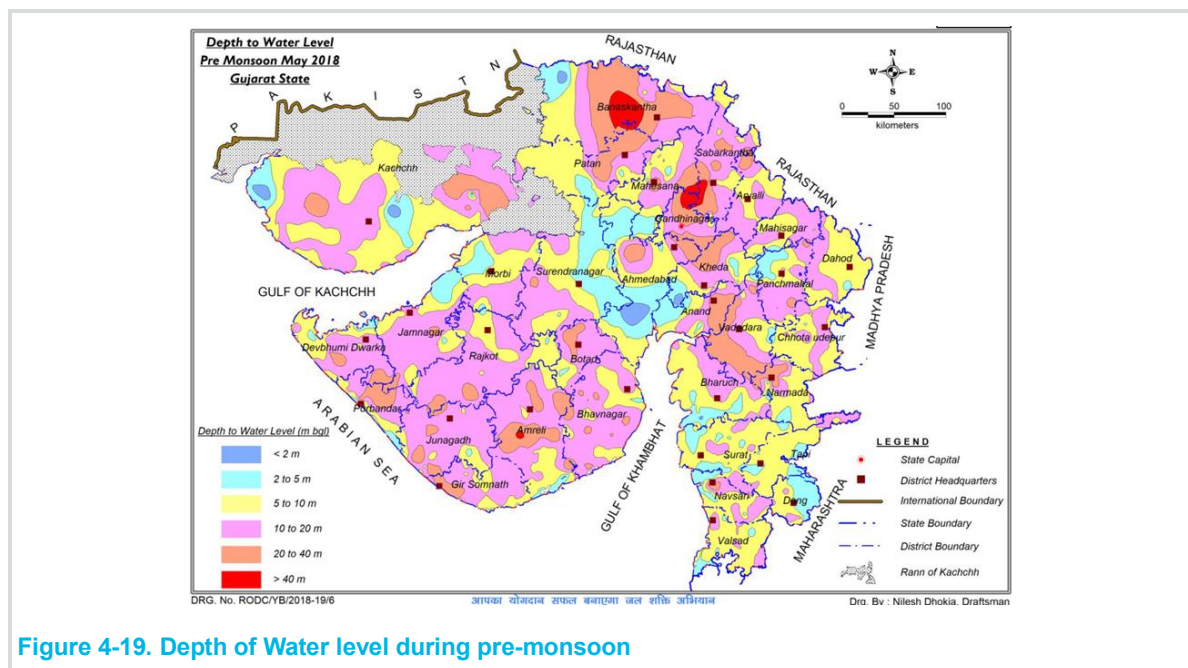 Depth to Water Level
Pre Monsoon May 2018
Gujarat State
RAJASTHAN
N
W E
S
0 50 100
kilometers
P A K I S T N
Banaskantha
Kachchh
Patan
Sabarkantha
RAJASTHAN
Mahesana
Arvalli
Gandhinagar
Mahisagar
Dahod
Morbi
Surendranagar
Ahmedabad
Kheda
Panchmahal
GULF OF KACHCHH
MADHYA PRADESH
Jamnagar
Anand
Vadodara
Chhota udepur
Devbhumi Dwarka
Rajkot
Botad
Bharuch
Narmada
Porbandar
Bhavnagar
ARABIAN SEA
Junagadh
Amreli
GULF OF KHAMBHAT
Gir Somnath
Surat
Tapi
Navsari
Dang
MAHARASHTRA
Valsad
Depth to Water Level (m bgl)
< 2 m
2 to 5 m
5 to 10 m
10 to 20 m
20 to 40 m
> 40 m
LEGEND
State Capital
District Headquarters
International Boundary
State Boundary
District Boundary
Rann of Kachchh
DRG. No. RODC/YB/2018-19/6
आपका योगदान सफल बनाएगा जल शक्ति अभियान
Drg. By : Nilesh Dhokia, Draftsman
Figure 4-19. Depth of Water level during pre-monsoon